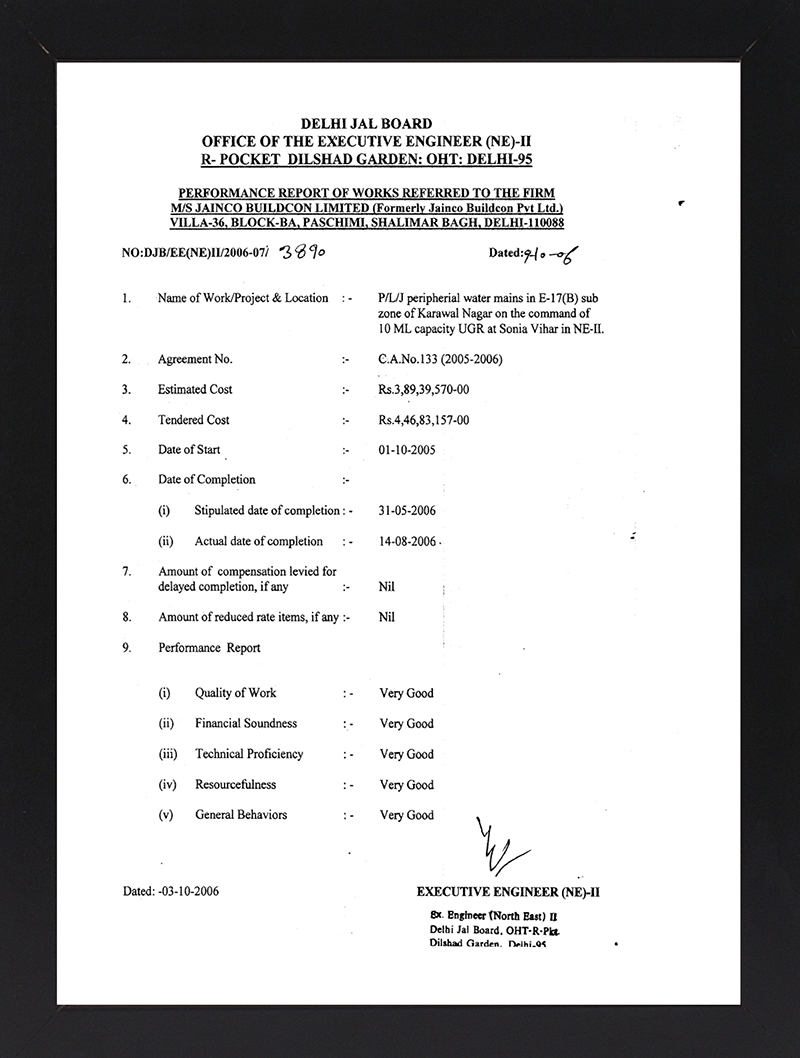 DELHI JAL BOARD
OFFICE OF THE EXECUTIVE ENGINEER (NE)-II
R- POCKET DILSHAD GARDEN: OHT: DELHI-95
PERFORMANCE REPORT OF WORKS REFERRED TO THE FIRM
M/S JAINCO BUILDCON LIMITED (Formerly Jainco Buildcon Pvt Ltd.)
VILLA-36, BLOCK-BA, PASCHIMI, SHALIMAR BAGH, DELHI-110088
NO:DJB/EE(NE)II/2006-07/ 3890 Dated:
1. Name of Work/Project & Location : - P/L/J peripherial water mains in E-17(B) sub
zone of Karawal Nagar on the command of
10 ML capacity UGR at Sonia Vihar in NE-II.
2. Agreement No. :- C.A.No.133 (2005-2006)
3. Estimated Cost :- Rs.3,89,39,570-00
4. Tendered Cost :- Rs.4,46,83,157-00
5. Date of Start :- 01-10-2005
6. Date of Completion :-
(i) Stipulated date of completion : - 31-05-2006
(ii) Actual date of completion : - 14-08-2006
7. Amount of compensation levied for
delayed completion, if any :- Nil
8. Amount of reduced rate items, if any :- Nil
9. Performance Report
(i) Quality of Work : - Very Good
(ii) Financial Soundness : - Very Good
(iii) Technical Proficiency : - Very Good
(iv) Resourcefulness : - Very Good
(v) General Behaviors : - Very Good
Dated: -03-10-2006 EXECUTIVE ENGINEER (NE)-II
Ex. Engineer (North East) II
Delhi Jal Board, OHT-R-Pkt.
Dilshad Garden, Delhi-95